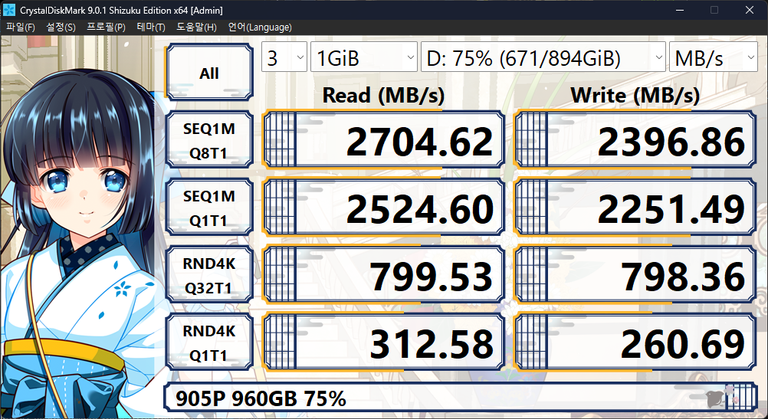 CrystalDiskMark 9.0.1 Shizuku Edition x64 [Admin]
파일(F) 설정(S) 프로필(P) 테마(T) 도움말(H) 언어(Language)
All 3 1GiB D: 75% (671/894GiB) MB/s
Read (MB/s) Write (MB/s)
SEQ1M
Q8T1 2704.62 2396.86
SEQ1M
Q1T1 2524.60 2251.49
RND4K
Q32T1 799.53 798.36
RND4K
Q1T1 312.58 260.69
905P 960GB 75%